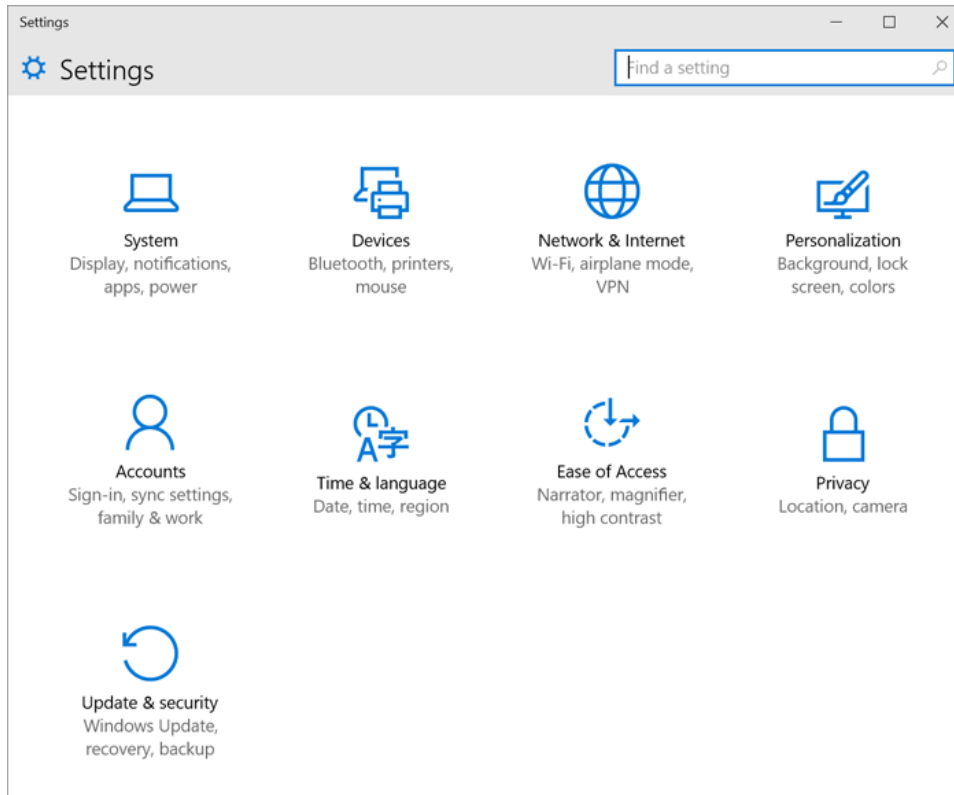 Settings
Settings
Find a setting
System
Display, notifications,
apps, power
Devices
Bluetooth, printers,
mouse
Network & Internet
Wi-Fi, airplane mode,
VPN
Personalization
Background, lock
screen, colors
Accounts
Sign-in, sync settings,
family & work
A字
Time & language
Date, time, region
Ease of Access
Narrator, magnifier,
high contrast
Privacy
Location, camera
Update & security
Windows Update,
recovery, backup